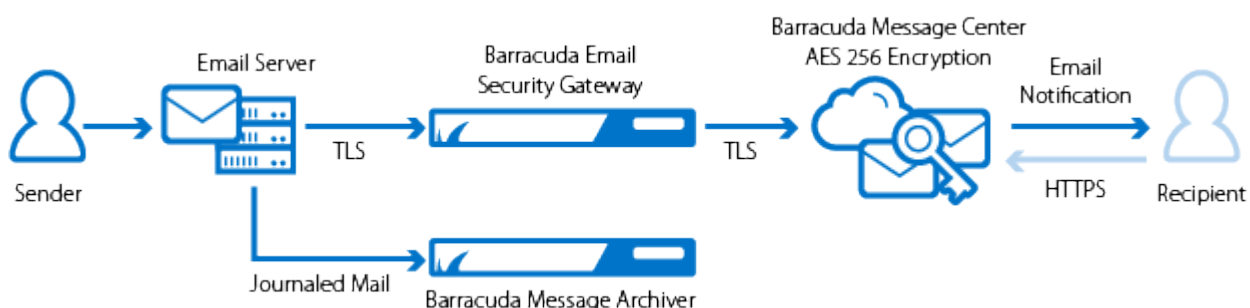 Sender
Email Server
TLS
Barracuda Email
Security Gateway
TLS
Barracuda Message Center
AES 256 Encryption
Email
Notification
HTTPS
Recipient
Journaled Mail
Barracuda Message Archiver